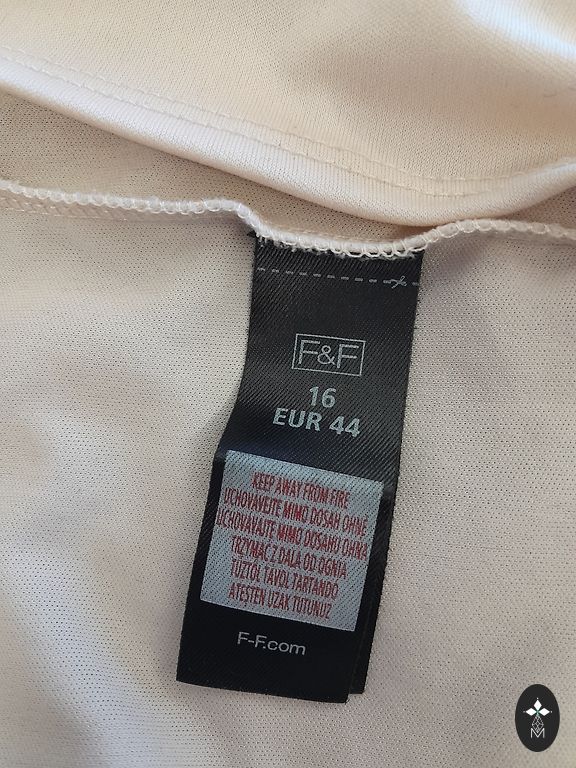 F&F
16
EUR 44
KEEP AWAY FROM FIRE
UCHOVÁVEJTE MIMO DOSAH OHNĚ
UCHOVÁVAJTE MIMO DOSAHU OHŇA
TRZYMAĆ Z DALA OD OGNIA
TŰZTŐL TÁVOL TARTANDÓ
ATEŞTEN UZAK TUTUNUZ
F-F.com
M